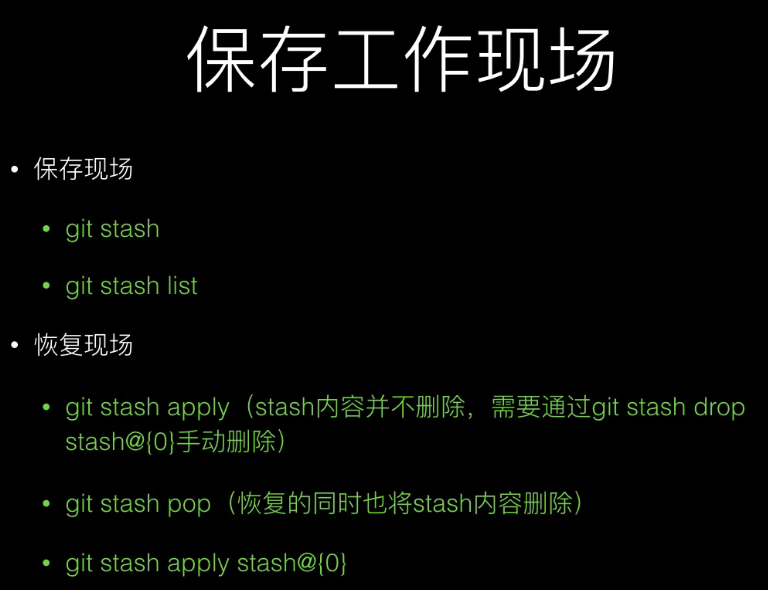 保存工作现场
• 保存现场
• git stash
• git stash list
• 恢复现场
• git stash apply（stash内容并不删除，需要通过git stash drop
stash@{0}手动删除）
• git stash pop（恢复的同时也将stash内容删除）
• git stash apply stash@{0}